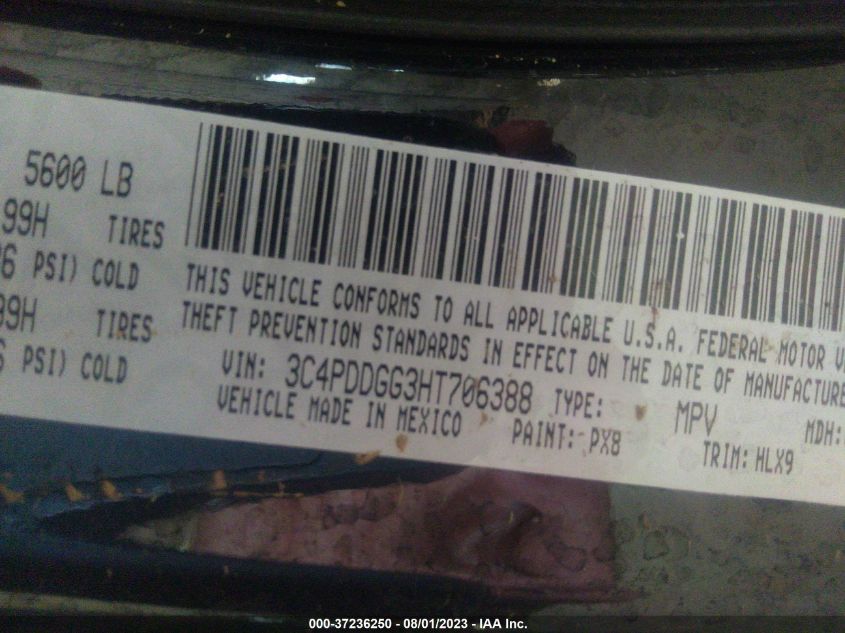 5600 LB
99H TIRES
6 PSI) COLD
99H TIRES
PSI) COLD
THIS VEHICLE CONFORMS TO ALL APPLICABLE U.S.A. FEDERAL MOTOR V
THEFT PREVENTION STANDARDS IN EFFECT ON THE DATE OF MANUFACTURE
VIN: 3C4PDDGG3HT706388 TYPE: MPV MDH:
VEHICLE MADE IN MEXICO PAINT: PX8 TRIM: HLX9
000-37236250 - 08/01/2023 - IAA Inc.